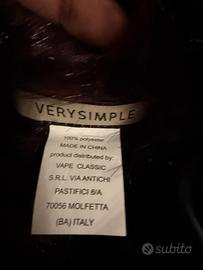 VERYSIMPLE
100% polyester
MADE IN CHINA
product distributed by:
VAPE CLASSIC
S.R.L. VIA ANTICHI
PASTIFICI 8/A
70056 MOLFETTA
(BA) ITALY
subito